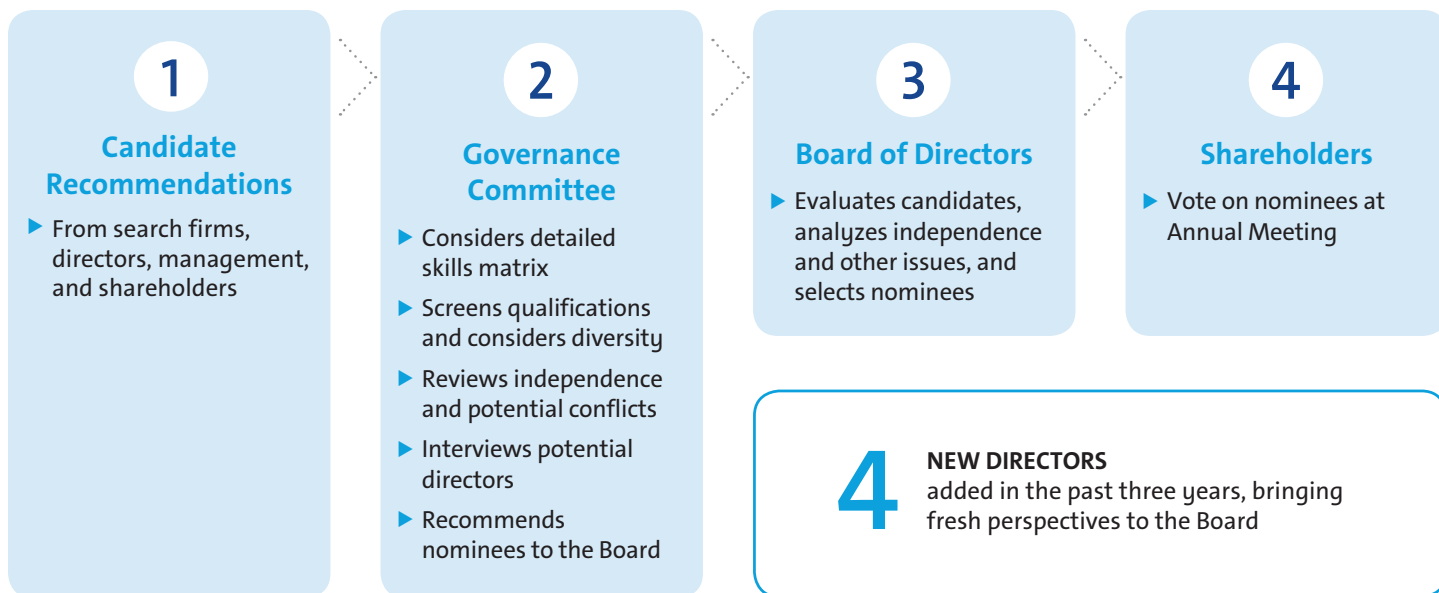 1
Candidate
Recommendations
▶ From search firms,
directors, management,
and shareholders
2
Governance
Committee
▶ Considers detailed
skills matrix
▶ Screens qualifications
and considers diversity
▶ Reviews independence
and potential conflicts
▶ Interviews potential
directors
▶ Recommends
nominees to the Board
3
Board of Directors
▶ Evaluates candidates,
analyzes independence
and other issues, and
selects nominees
4
Shareholders
▶ Vote on nominees at
Annual Meeting
4
NEW DIRECTORS
added in the past three years, bringing
fresh perspectives to the Board